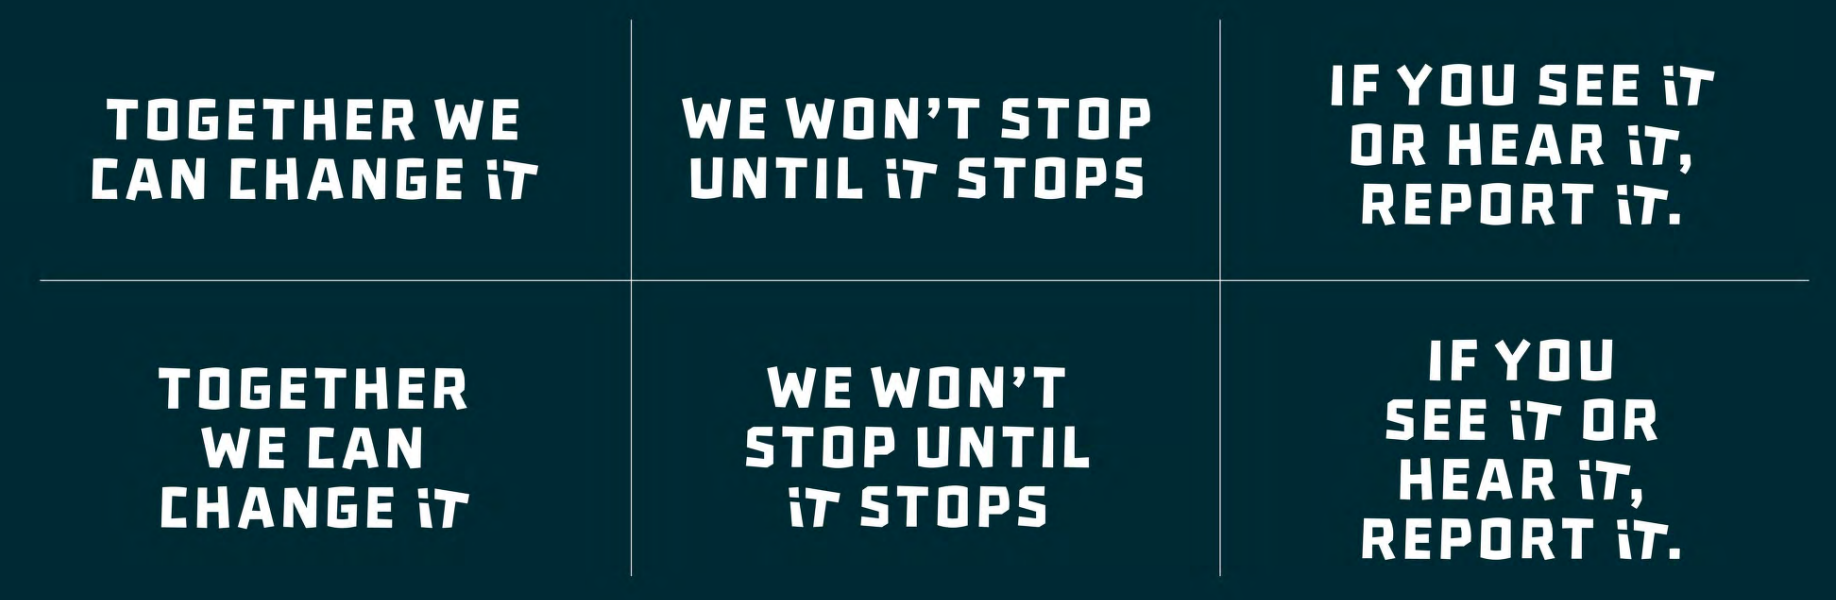 TOGETHER WE
CAN CHANGE iT
WE WON'T STOP
UNTIL iT STOPS
IF YOU SEE iT
OR HEAR iT,
REPORT iT.
TOGETHER
WE CAN
CHANGE iT
WE WON'T
STOP UNTIL
iT STOPS
IF YOU
SEE iT OR
HEAR iT,
REPORT iT.